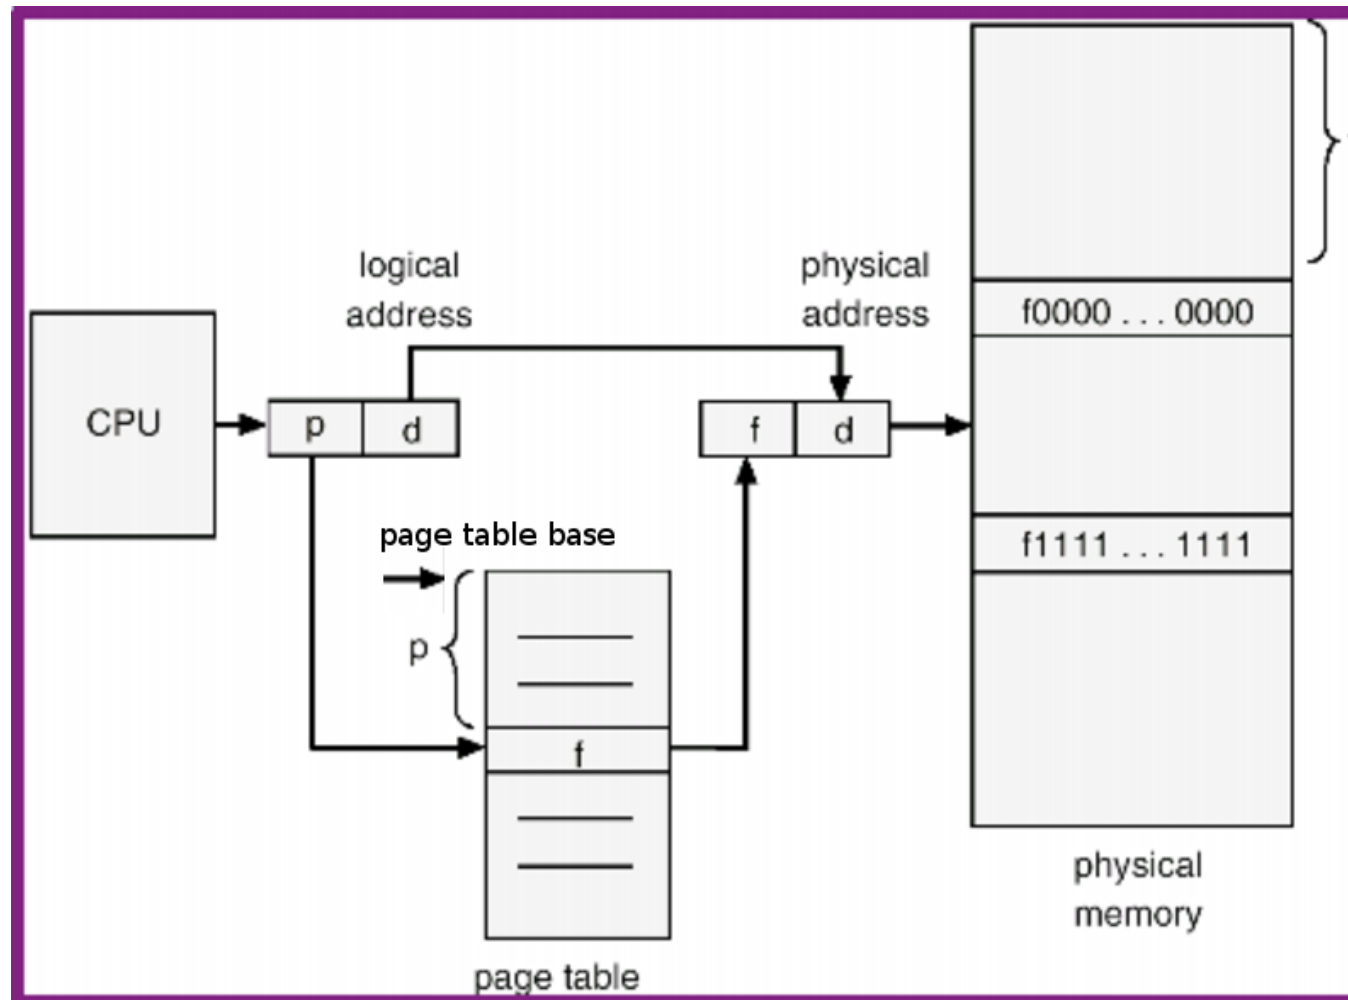 logical
address
physical
address
CPU
p
d
f
d
page table base
p
f
page table
f0000 . . . 0000
f1111 . . . 1111
physical
memory